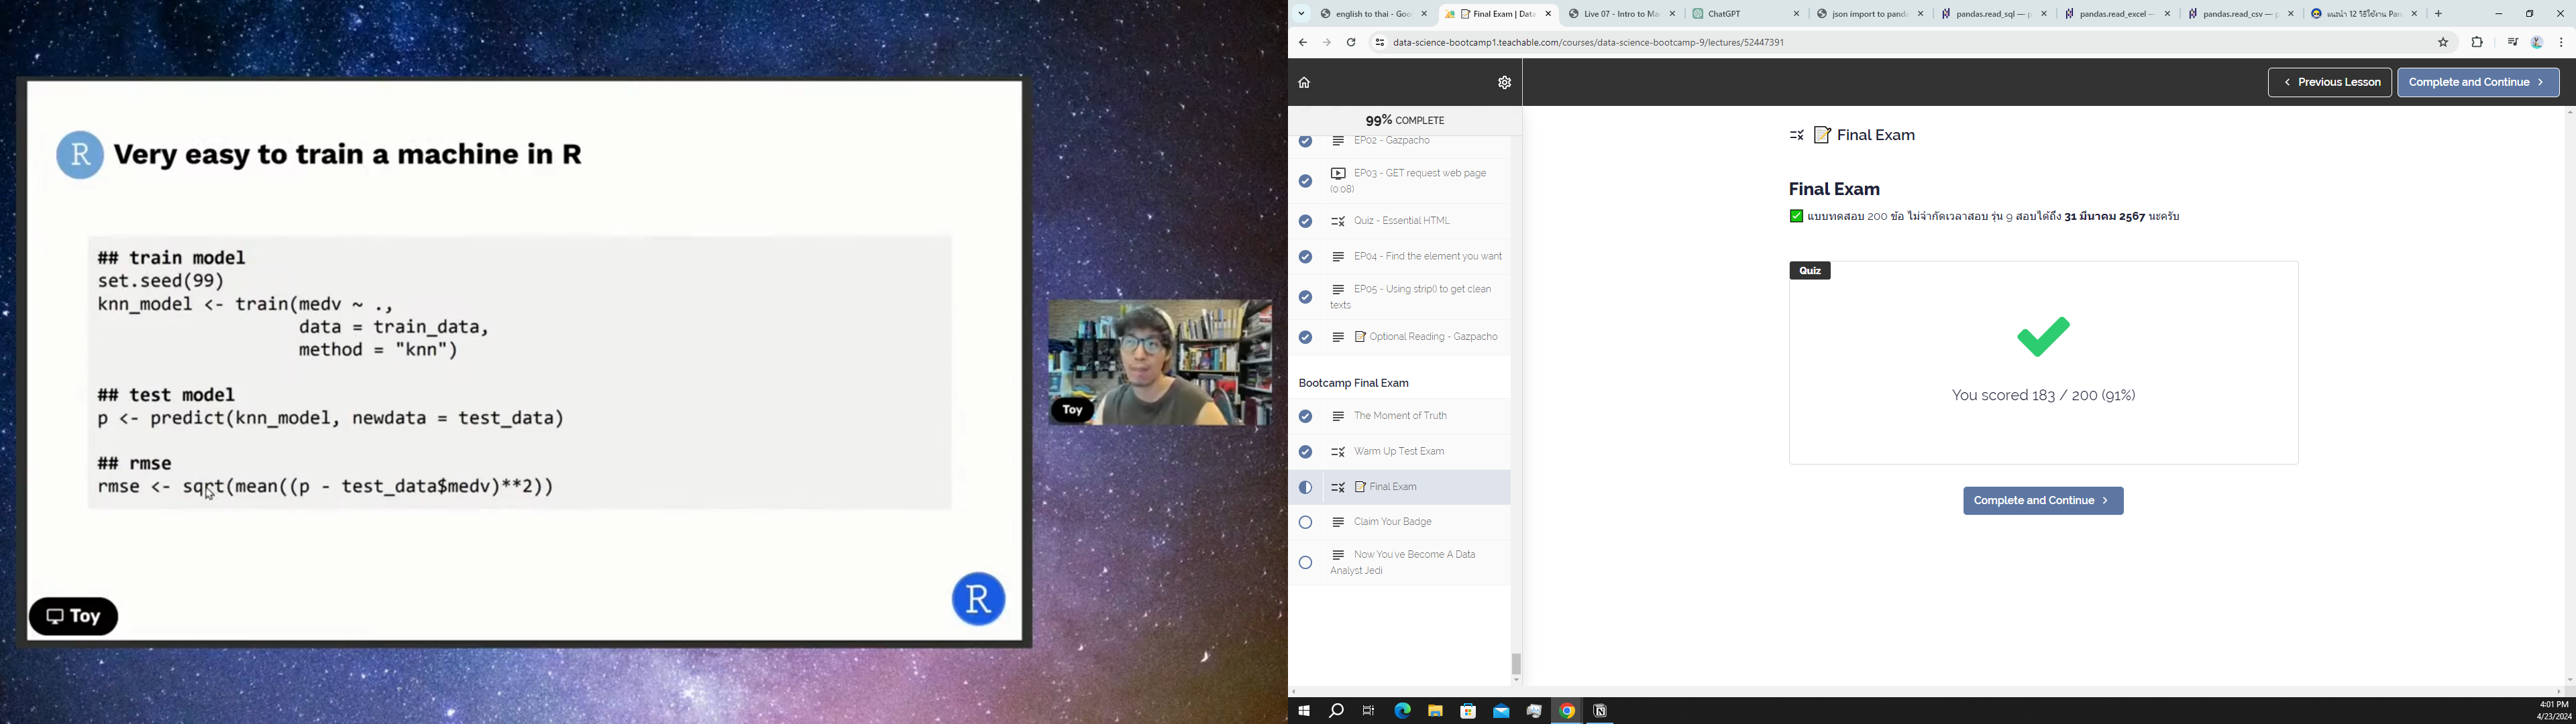 R Very easy to train a machine in R
## train model
set.seed(99)
knn_model <- train(medv ~ .,
data = train_data,
method = "knn")
## test model
p <- predict(knn_model, newdata = test_data)
## rmse
rmse <- sqrt(mean((p - test_data$medv)**2))
Toy
R
Toy
english to thai - Goo
Final Exam | Data
Live 07 - Intro to Ma
ChatGPT
json import to panda
pandas.read_sql — p
pandas.read_excel —
pandas.read_csv — p
แนะนำ 12 วิธีใช้งาน Pan
data-science-bootcamp1.teachable.com/courses/data-science-bootcamp-9/lectures/52447391
Previous Lesson
Complete and Continue
99% COMPLETE
EP02 - Gazpacho
EP03 - GET request web page
(0:08)
Quiz - Essential HTML
EP04 - Find the element you want
EP05 - Using strip() to get clean
texts
Optional Reading - Gazpacho
Bootcamp Final Exam
The Moment of Truth
Warm Up Test Exam
Final Exam
Claim Your Badge
Now You've Become A Data
Analyst Jedi
Final Exam
Final Exam
แบบทดสอบ 200 ข้อ ไม่จำกัดเวลาสอบ รุ่น 9 สอบได้ถึง 31 มีนาคม 2567 นะครับ
Quiz
You scored 183 / 200 (91%)
Complete and Continue
4:01 PM
4/23/2024